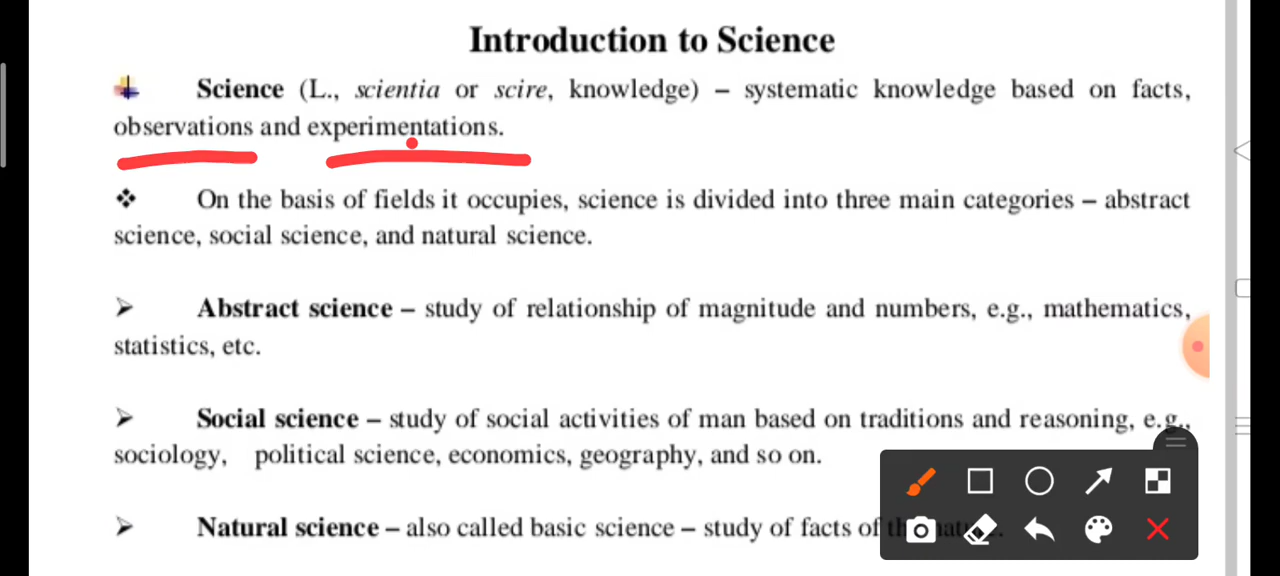 Introduction to Science
Science (L., scientia or scire, knowledge) – systematic knowledge based on facts,
observations and experimentations.
On the basis of fields it occupies, science is divided into three main categories – abstract
science, social science, and natural science.
Abstract science – study of relationship of magnitude and numbers, e.g., mathematics,
statistics, etc.
Social science – study of social activities of man based on traditions and reasoning, e.g.,
sociology, political science, economics, geography, and so on.
Natural science – also called basic science – study of facts of